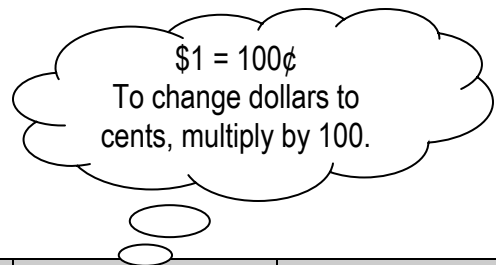 $1 = 100¢
To change dollars to
cents, multiply by 100.